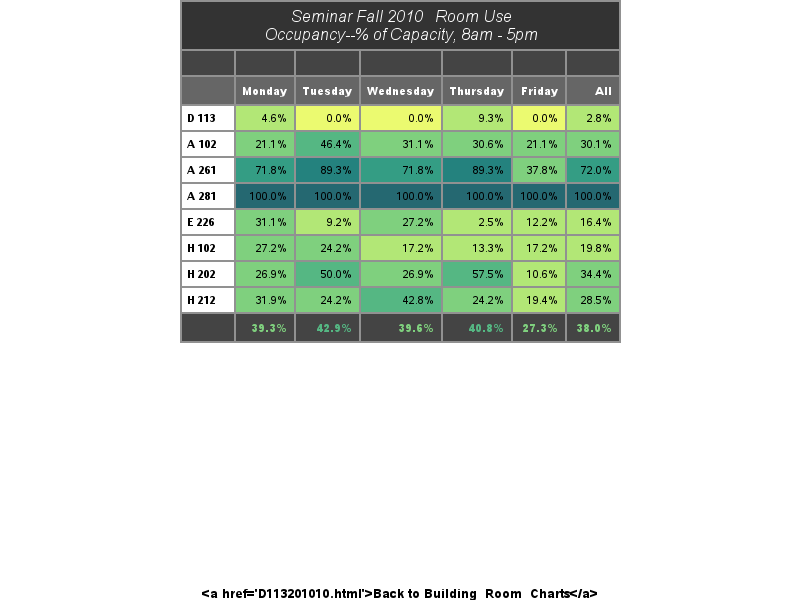 Seminar Fall 2010   Room Use
Occupancy--% of Capacity, 8am - 5pm
Monday Tuesday Wednesday Thursday Friday All
D 113 4.6% 0.0% 0.0% 9.3% 0.0% 2.8%
A 102 21.1% 46.4% 31.1% 30.6% 21.1% 30.1%
A 261 71.8% 89.3% 71.8% 89.3% 37.8% 72.0%
A 281 100.0% 100.0% 100.0% 100.0% 100.0% 100.0%
E 226 31.1% 9.2% 27.2% 2.5% 12.2% 16.4%
H 102 27.2% 24.2% 17.2% 13.3% 17.2% 19.8%
H 202 26.9% 50.0% 26.9% 57.5% 10.6% 34.4%
H 212 31.9% 24.2% 42.8% 24.2% 19.4% 28.5%
39.3% 42.9% 39.6% 40.8% 27.3% 38.0%
<a href='D113201010.html'>Back to Building  Room  Charts</a>